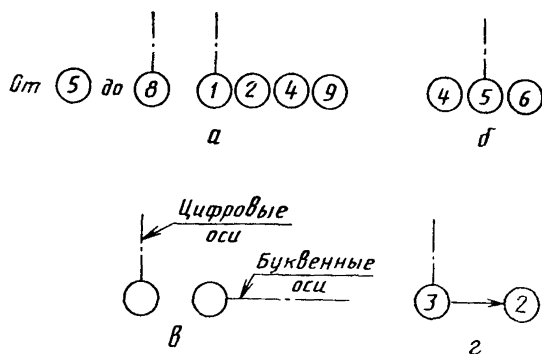 От 5 до 8 1 2 4 9
а
4 5 6
б
Цифровые
оси
Буквенные
оси
в
3 2
г